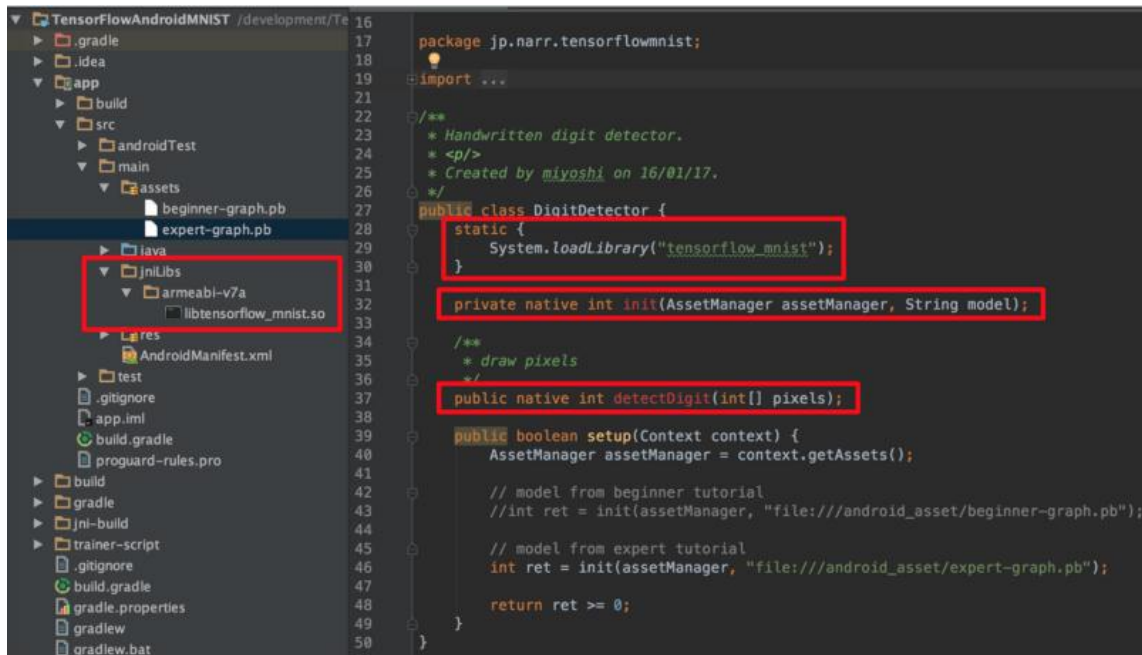 TensorFlowAndroidMNIST /development/Te
.gradle
.idea
app
build
src
androidTest
main
assets
beginner-graph.pb
expert-graph.pb
java
jniLibs
armeabi-v7a
libtensorflow_mnist.so
res
AndroidManifest.xml
test
.gitignore
app.iml
build.gradle
proguard-rules.pro
build
gradle
jni-build
trainer-script
.gitignore
build.gradle
gradle.properties
gradlew
gradlew.bat
16
17 package jp.narr.tensorflowmnist;
18
19 import ...
21
22 /**
23 * Handwritten digit detector.
24 * <p/>
25 * Created by miyoshi on 16/01/17.
26 */
27 public class DigitDetector {
28 static {
29 System.loadLibrary("tensorflow_mnist");
30 }
31
32 private native int init(AssetManager assetManager, String model);
33
34 /**
35 * draw pixels
36 */
37 public native int detectDigit(int[] pixels);
38
39 public boolean setup(Context context) {
40 AssetManager assetManager = context.getAssets();
41
42 // model from beginner tutorial
43 //int ret = init(assetManager, "file:///android_asset/beginner-graph.pb");
44
45 // model from expert tutorial
46 int ret = init(assetManager, "file:///android_asset/expert-graph.pb");
47
48 return ret >= 0;
49 }
50 }